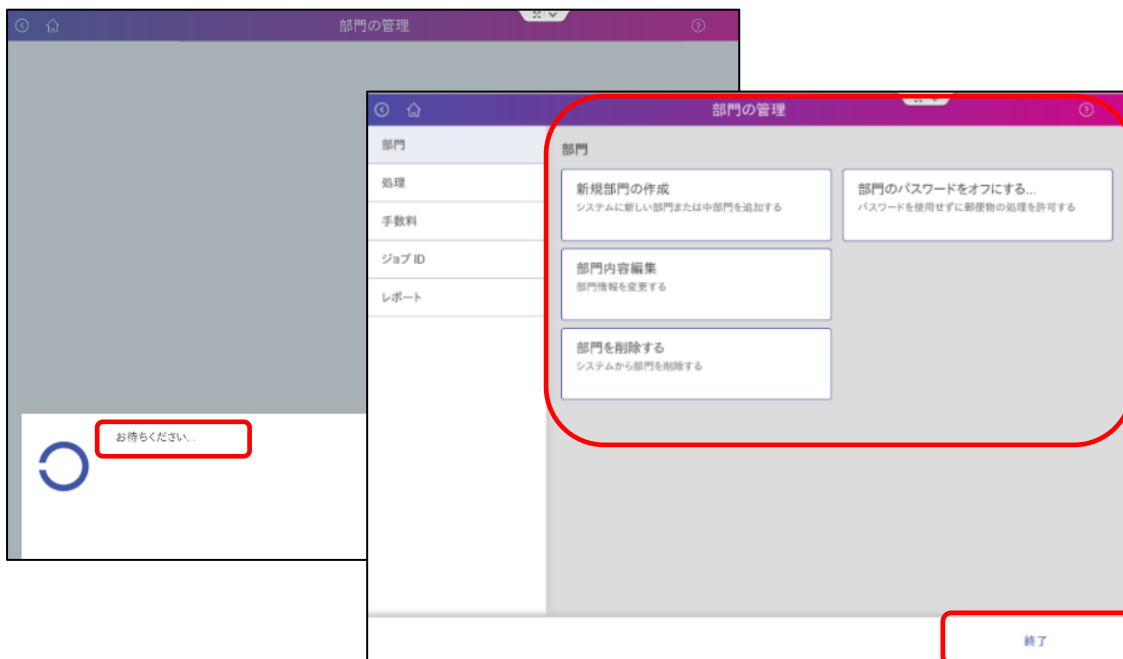 部門の管理
お待ちください...
部門の管理
部門
処理
手数料
ジョブ ID
レポート
部門
新規部門の作成
システムに新しい部門または中部門を追加する
部門のパスワードをオフにする...
パスワードを使用せずに郵便物の処理を許可する
部門内容編集
部門情報を変更する
部門を削除する
システムから部門を削除する
終了